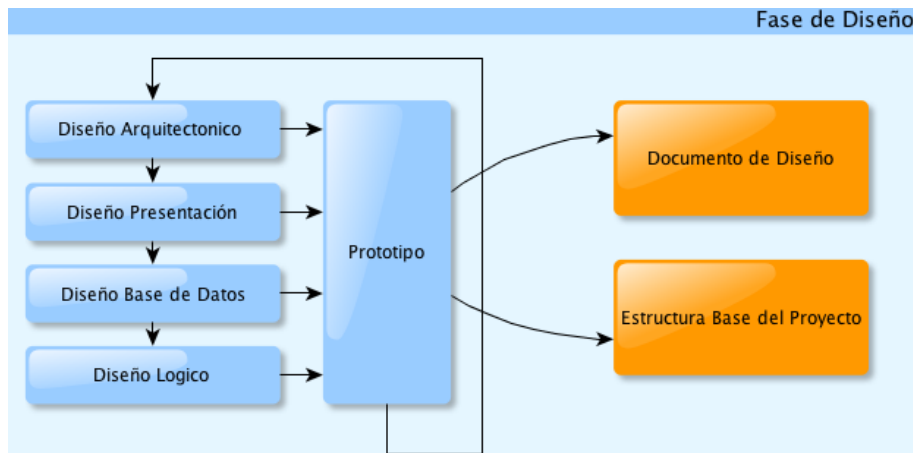 Fase de Diseño
Diseño Arquitectonico
Diseño Presentación
Diseño Base de Datos
Diseño Logico
Prototipo
Documento de Diseño
Estructura Base del Proyecto